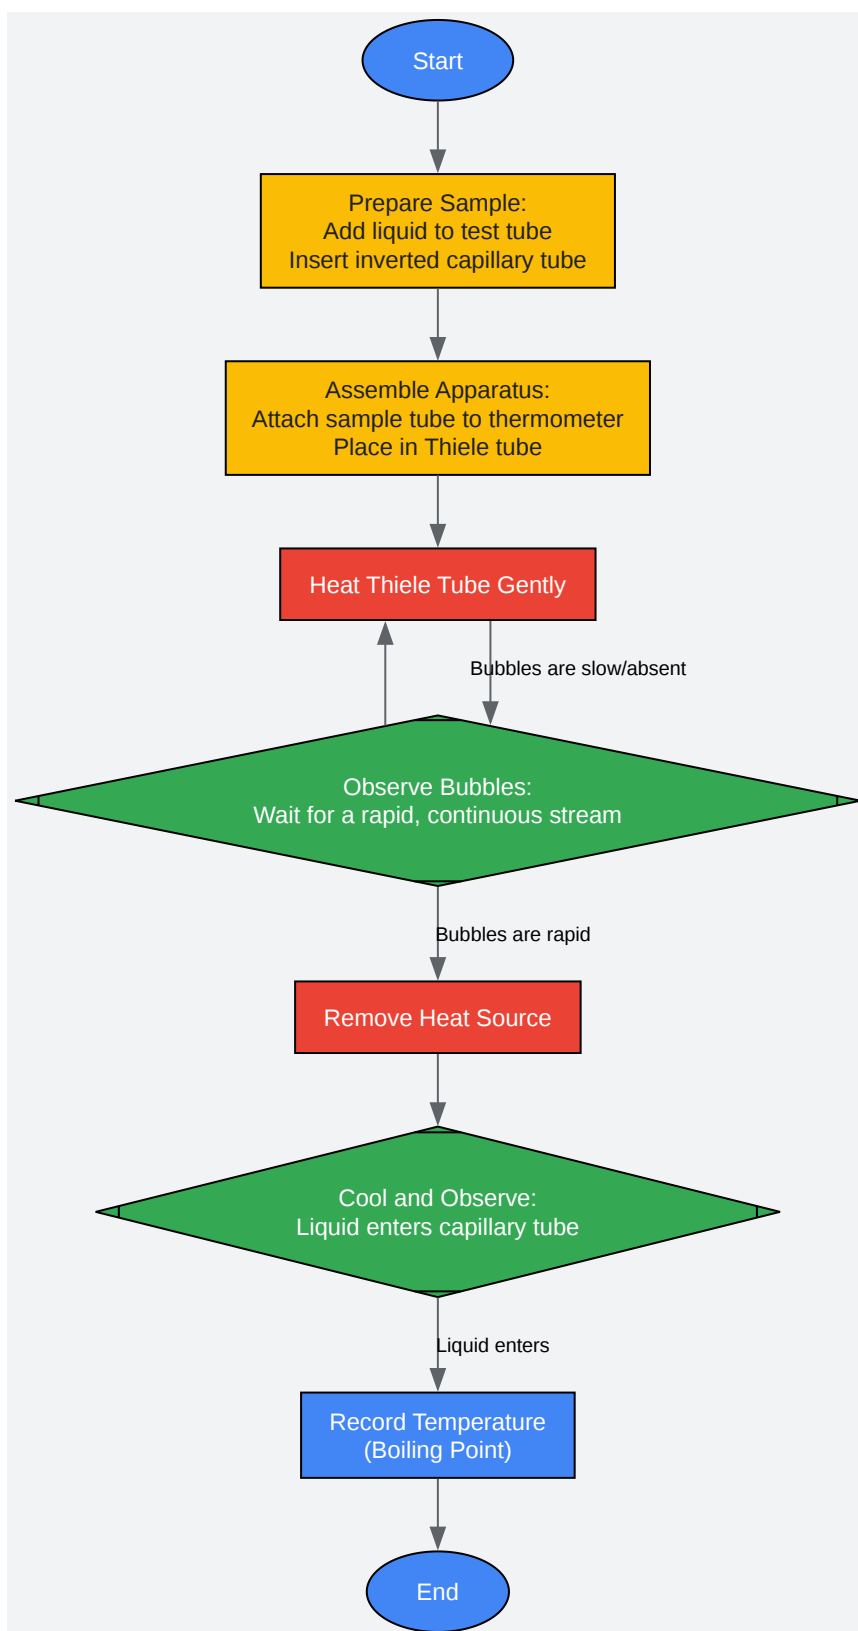 Start
Prepare Sample:
Add liquid to test tube
Insert inverted capillary tube
Assemble Apparatus:
Attach sample tube to thermometer
Place in Thiele tube
Heat Thiele Tube Gently
Bubbles are slow/absent
Observe Bubbles:
Wait for a rapid, continuous stream
Bubbles are rapid
Remove Heat Source
Cool and Observe:
Liquid enters capillary tube
Liquid enters
Record Temperature
(Boiling Point)
End